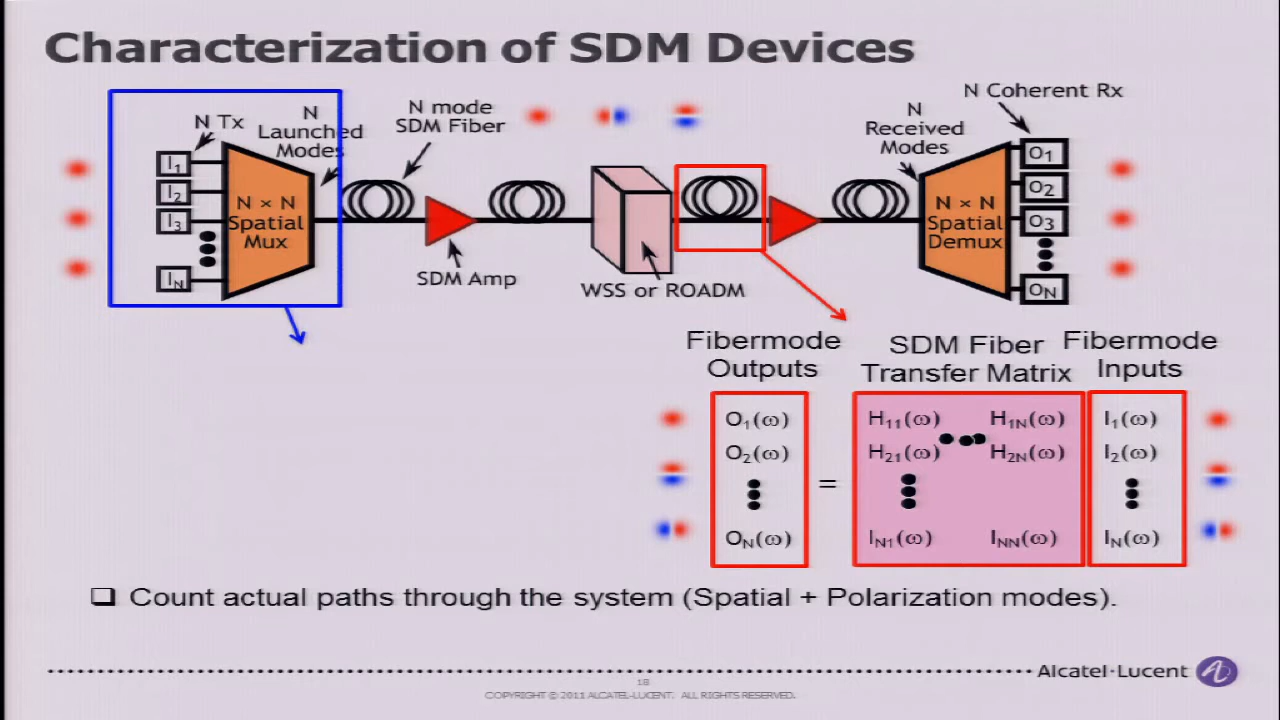 Characterization of SDM Devices
N Tx
N
Launched
Modes
N mode
SDM Fiber
N
Received
Modes
N Coherent Rx
I1
I2
I3
IN
N × N
Spatial
Mux
SDM Amp
WSS or ROADM
N × N
Spatial
Demux
O1
O2
O3
ON
Fibermode
Outputs
SDM Fiber
Transfer Matrix
Fibermode
Inputs
O1(ω) H11(ω) H1N(ω) I1(ω)
O2(ω) H21(ω) H2N(ω) I2(ω)
=
ON(ω) IN1(ω) INN(ω) IN(ω)
❑ Count actual paths through the system (Spatial + Polarization modes).
Alcatel·Lucent
18
COPYRIGHT © 2011 ALCATEL-LUCENT. ALL RIGHTS RESERVED.